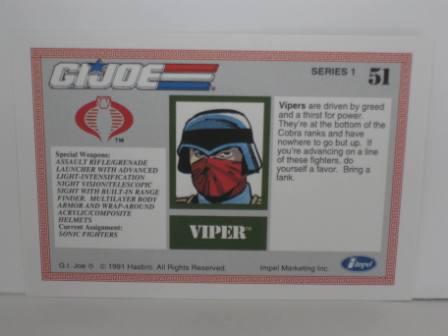 G.I.JOE ®
SERIES 1 51
TM
Special Weapons:
ASSAULT RIFLE/GRENADE
LAUNCHER WITH ADVANCED
LIGHT-INTENSIFICATION
NIGHT VISION/TELESCOPIC
SIGHT WITH BUILT-IN RANGE
FINDER. MULTILAYER BODY
ARMOR AND WRAP-AROUND
ACRYLIC/COMPOSITE
HELMETS
Current Assignment:
SONIC FIGHTERS
VIPER™
Vipers are driven by greed
and a thirst for power.
They're at the bottom of the
Cobra ranks and have
nowhere to go but up. If
you're advancing on a line
of these fighters, do
yourself a favor. Bring a
tank.
G.I. Joe ® © 1991 Hasbro. All Rights Reserved.
Impel Marketing Inc.
impel